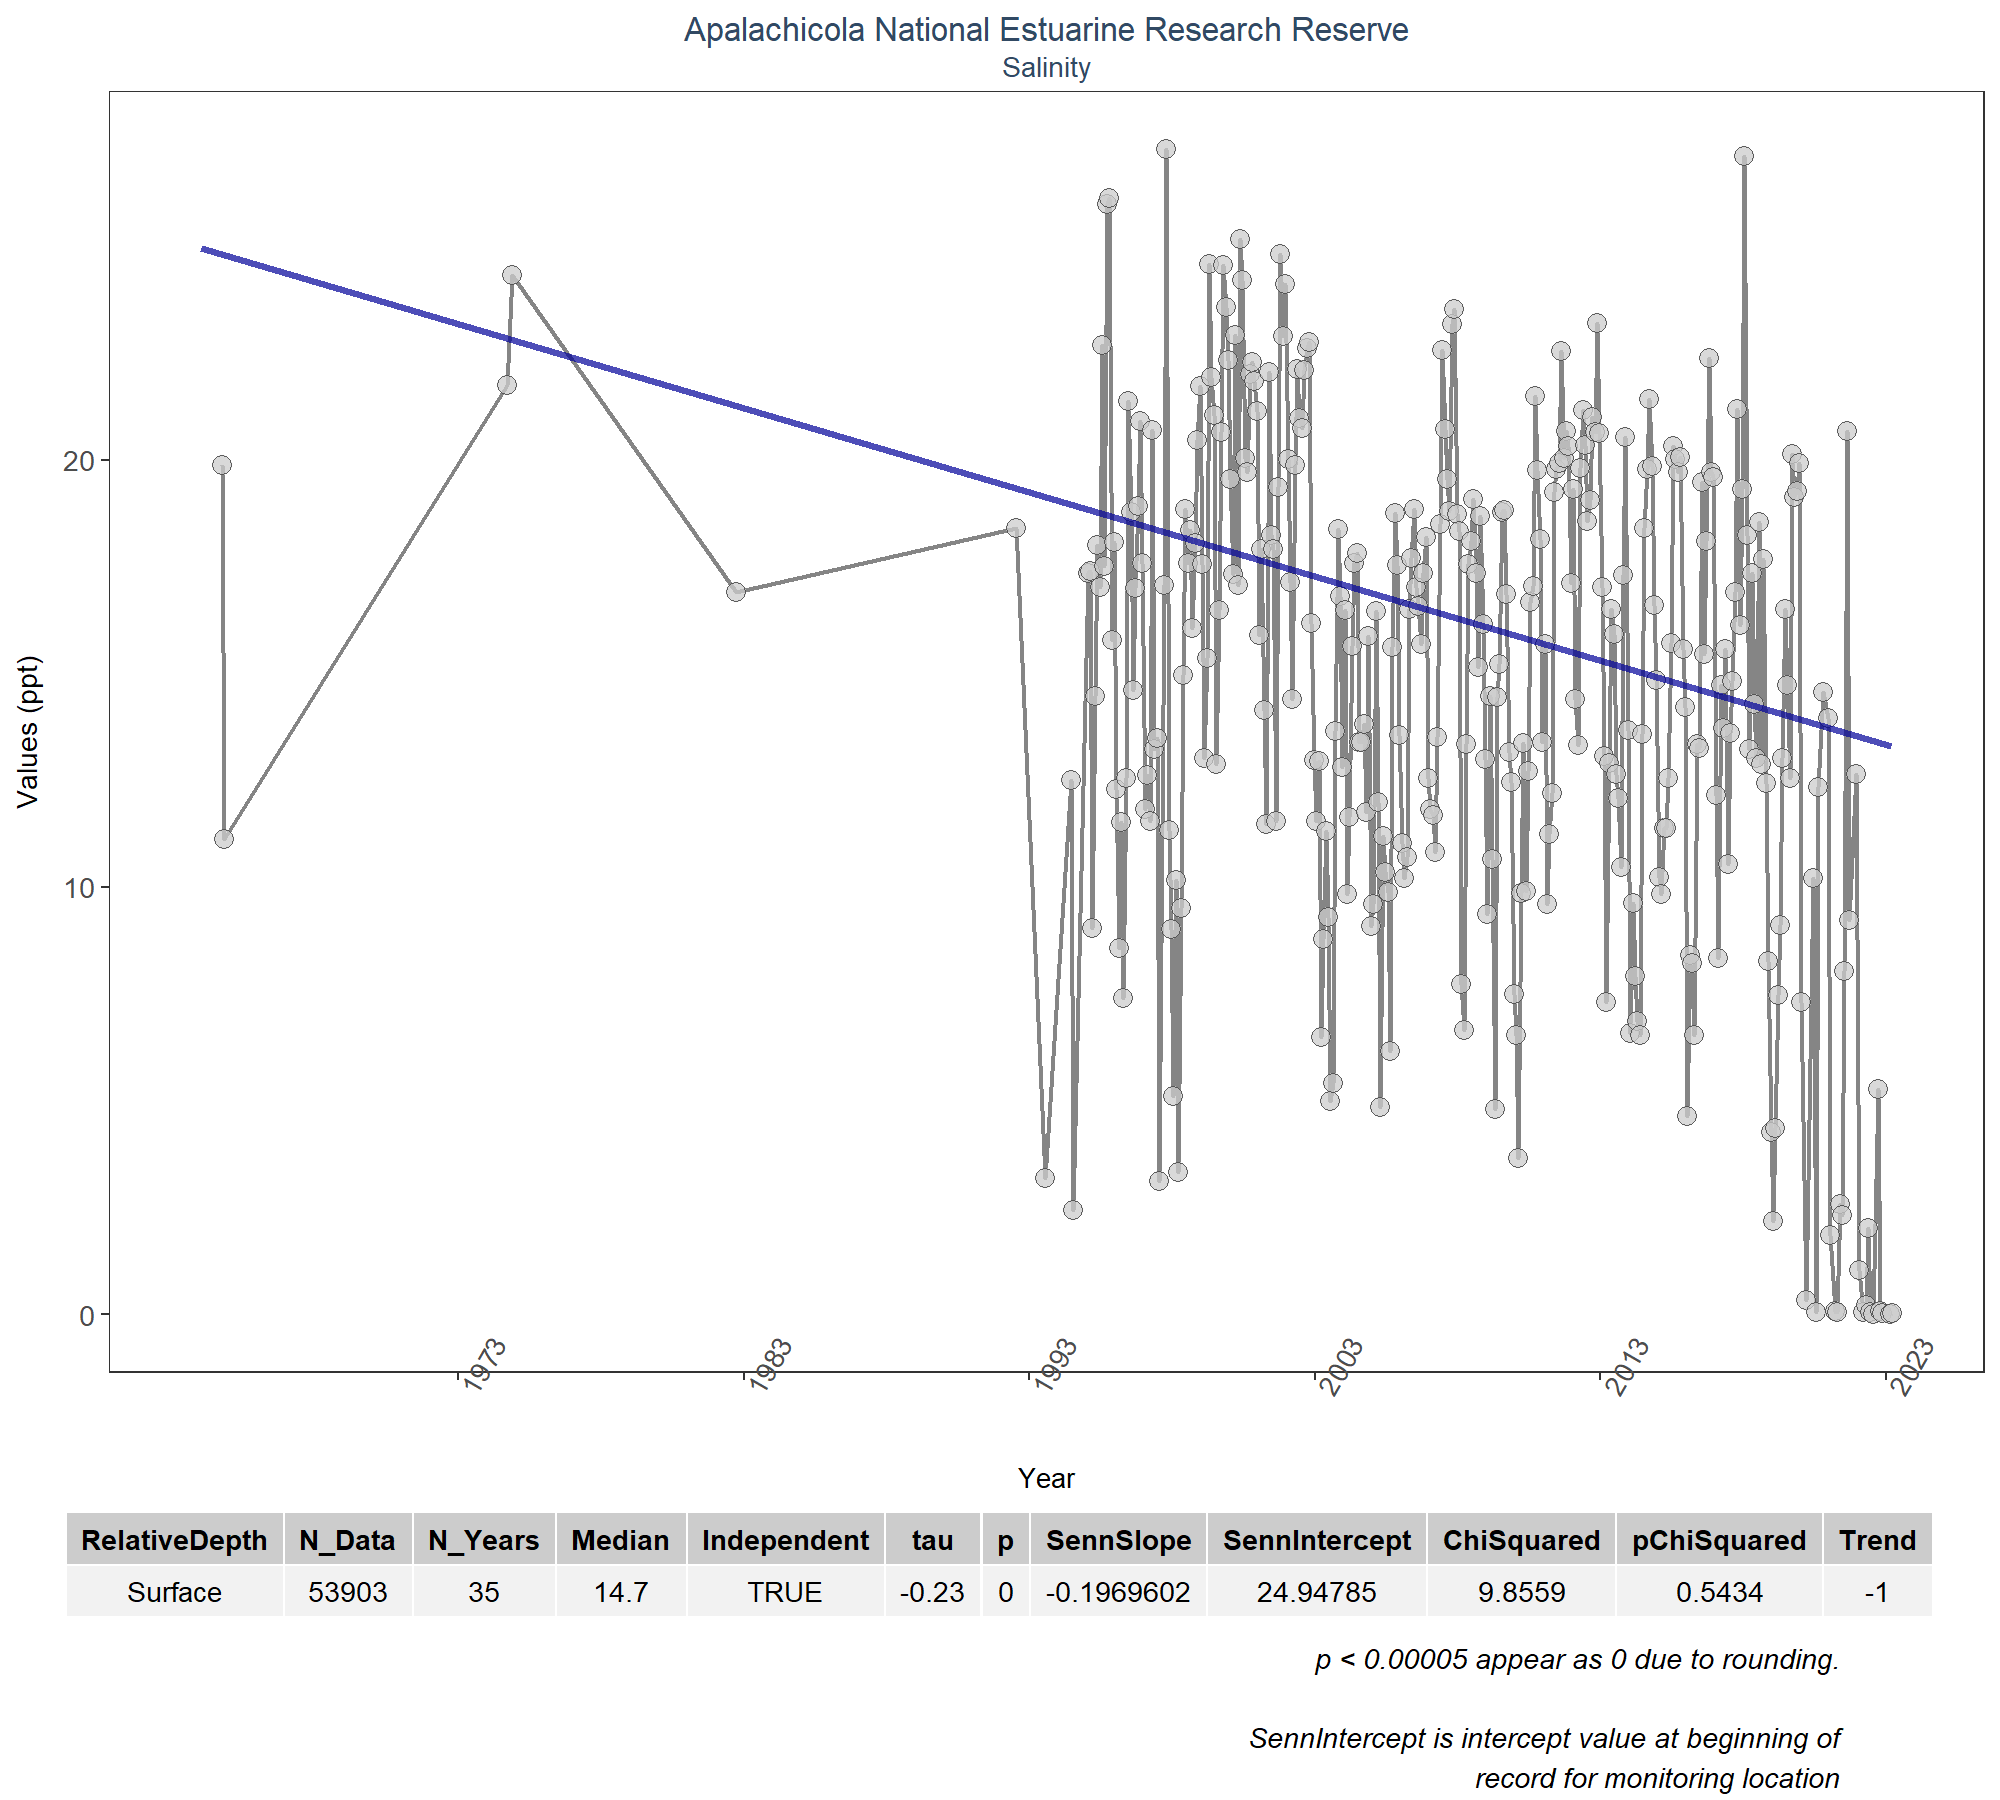 Apalachicola National Estuarine Research Reserve
Salinity
Values (ppt)
20
10
0
1973
1983
1993
2003
2013
2023
Year
RelativeDepth N_Data N_Years Median Independent tau p SennSlope SennIntercept ChiSquared pChiSquared Trend
Surface 53903 35 14.7 TRUE -0.23 0 -0.1969602 24.94785 9.8559 0.5434 -1
p < 0.00005 appear as 0 due to rounding.
SennIntercept is intercept value at beginning of
record for monitoring location